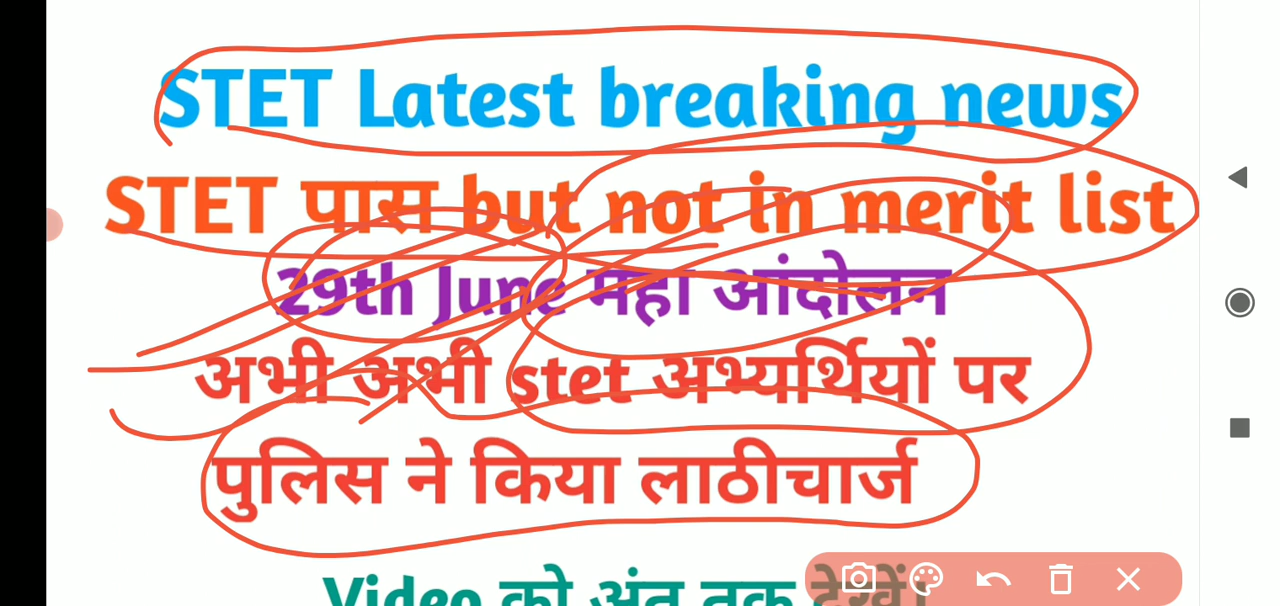 STET Latest breaking news
STET पास but not in merit list
29th June महा आंदोलन
अभी अभी stet अभ्यर्थियों पर
पुलिस ने किया लाठीचार्ज
Video को अंत तक देखें।